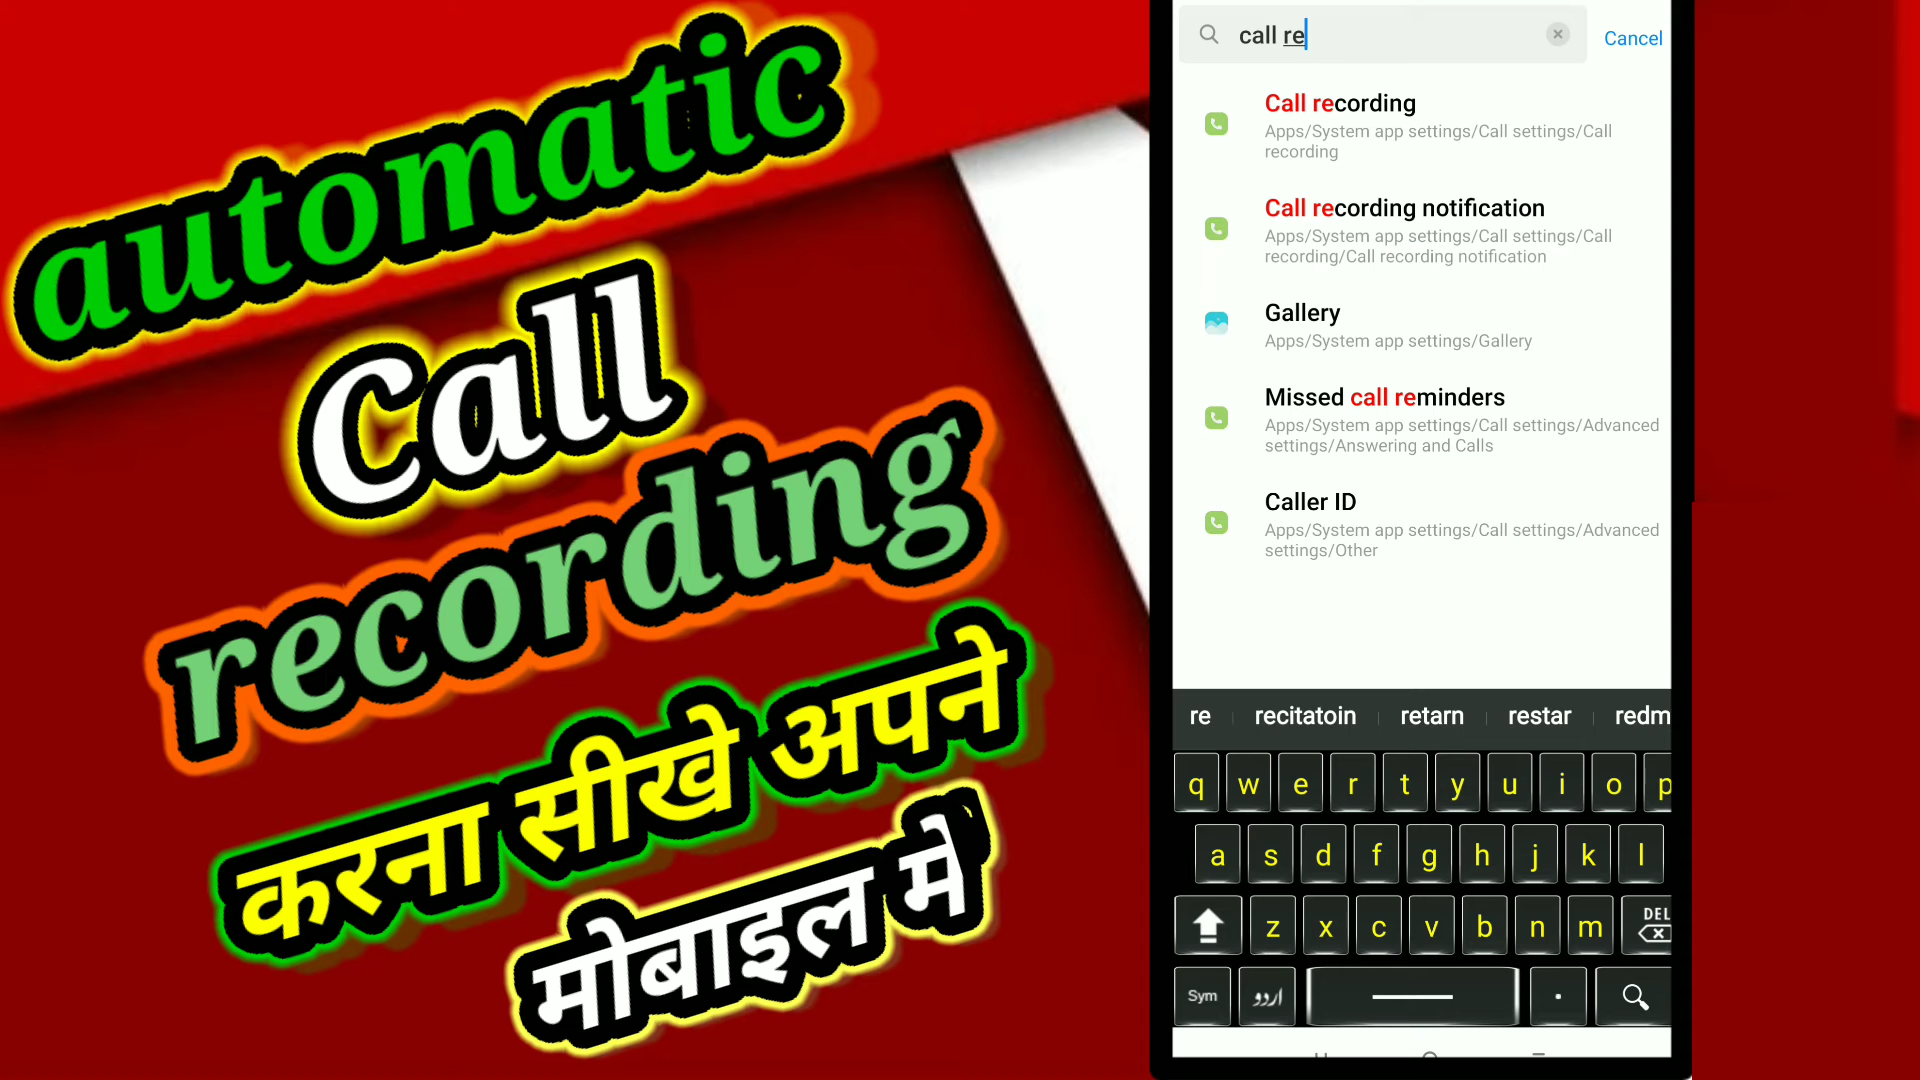 automatic
Call
recording
करना सीखे अपने
मोबाइल मे
call re
Cancel
Call recording
Apps/System app settings/Call settings/Call
recording
Call recording notification
Apps/System app settings/Call settings/Call
recording/Call recording notification
Gallery
Apps/System app settings/Gallery
Missed call reminders
Apps/System app settings/Call settings/Advanced
settings/Answering and Calls
Caller ID
Apps/System app settings/Call settings/Advanced
settings/Other
re recitatoin retarn restar redm
q w e r t y u i o p
a s d f g h j k l
z x c v b n m DEL
Sym اردو .